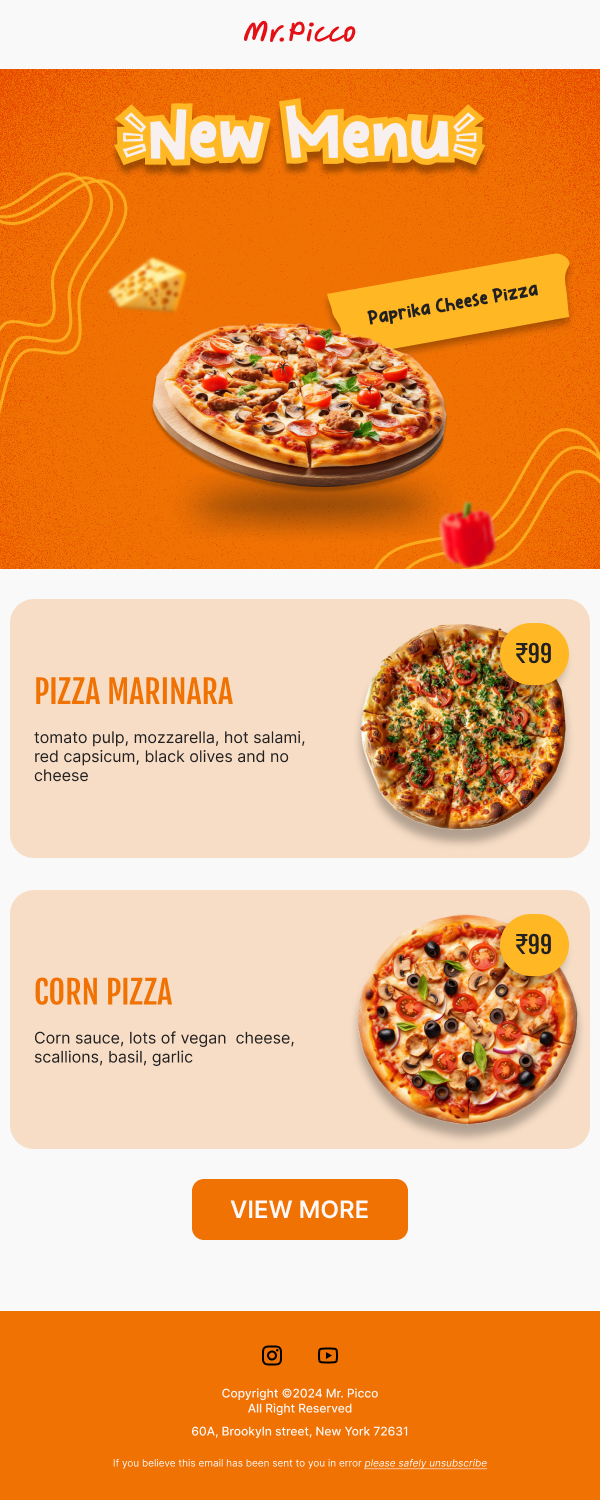 Mr.Picco
New Menu
Paprika Cheese Pizza
₹99
PIZZA MARINARA
tomato pulp, mozzarella, hot salami,
red capsicum, black olives and no
cheese
₹99
CORN PIZZA
Corn sauce, lots of vegan  cheese,
scallions, basil, garlic
VIEW MORE
Copyright ©2024 Mr. Picco
All Right Reserved
60A, Brookyln street, New York 72631
If you believe this email has been sent to you in error please safely unsubscribe